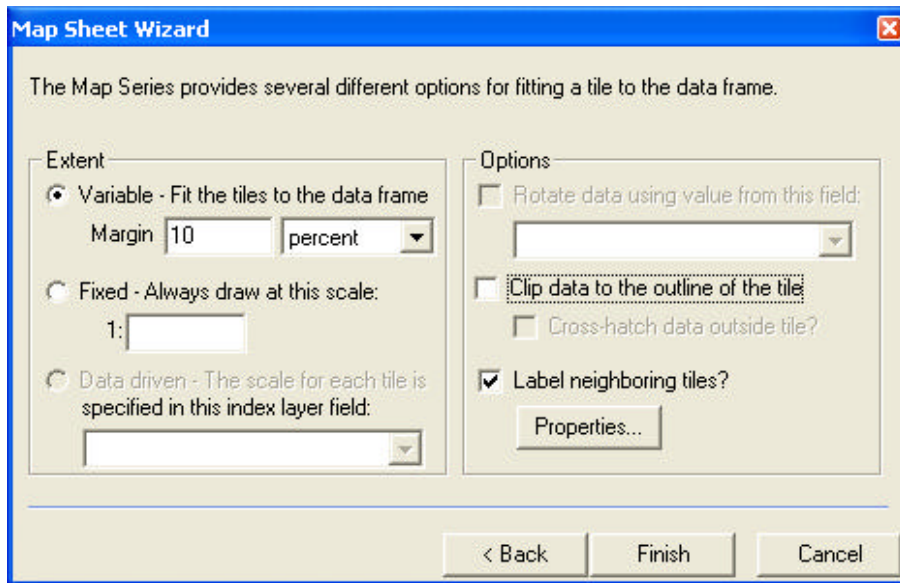 Map Sheet Wizard
The Map Series provides several different options for fitting a tile to the data frame.
Extent
Variable - Fit the tiles to the data frame
Margin 10 percent
Fixed - Always draw at this scale:
1:
Data driven - The scale for each tile is
specified in this index layer field:
Options
Rotate data using value from this field:
Clip data to the outline of the tile
Cross-hatch data outside tile?
Label neighboring tiles?
Properties...
< Back Finish Cancel